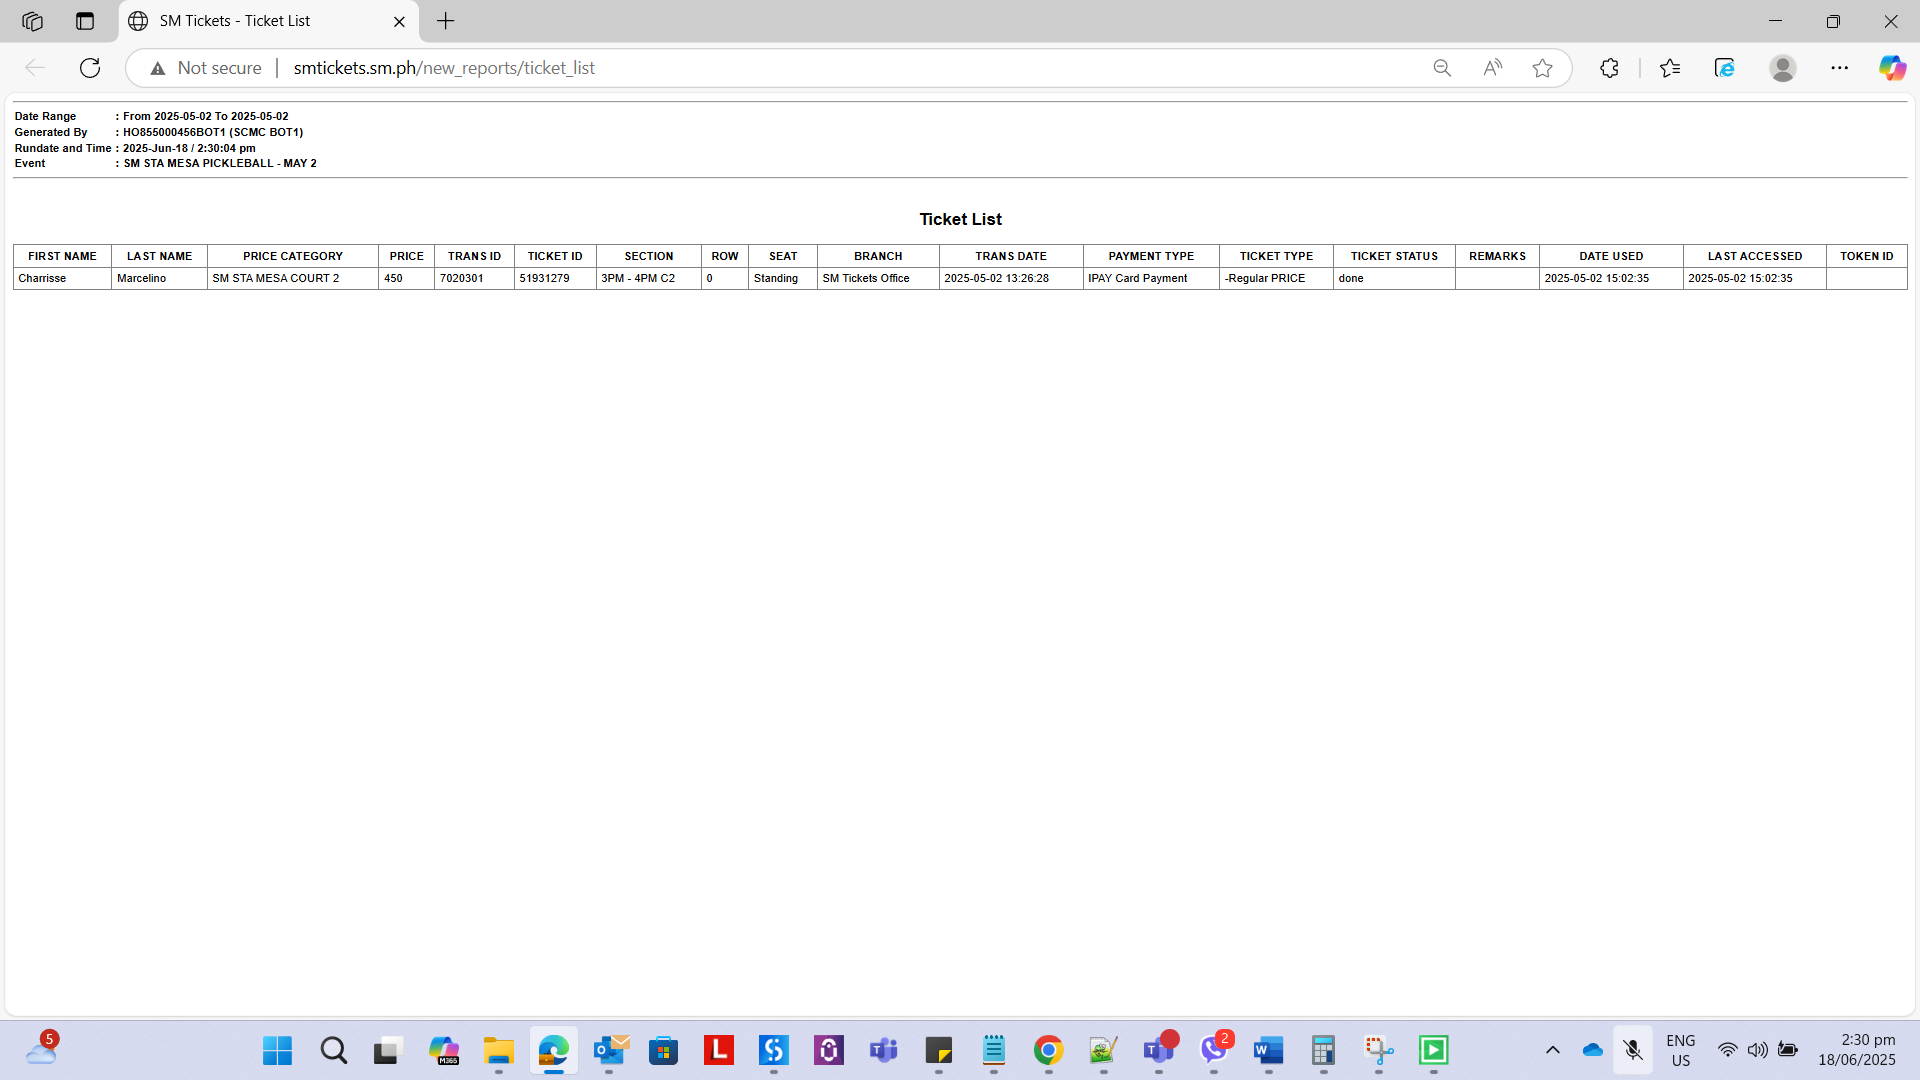 SM Tickets - Ticket List
Not secure smtickets.sm.ph/new_reports/ticket_list
Date Range : From 2025-05-02 To 2025-05-02
Generated By : HO855000456BOT1 (SCMC BOT1)
Rundate and Time : 2025-Jun-18 / 2:30:04 pm
Event : SM STA MESA PICKLEBALL - MAY 2
Ticket List
FIRST NAME LAST NAME PRICE CATEGORY PRICE TRANS ID TICKET ID SECTION ROW SEAT BRANCH TRANS DATE PAYMENT TYPE TICKET TYPE TICKET STATUS REMARKS DATE USED LAST ACCESSED TOKEN ID
Charrisse Marcelino SM STA MESA COURT 2 450 7020301 51931279 3PM - 4PM C2 0 Standing SM Tickets Office 2025-05-02 13:26:28 IPAY Card Payment -Regular PRICE done 2025-05-02 15:02:35 2025-05-02 15:02:35
5
M365
2
ENG
US
2:30 pm
18/06/2025